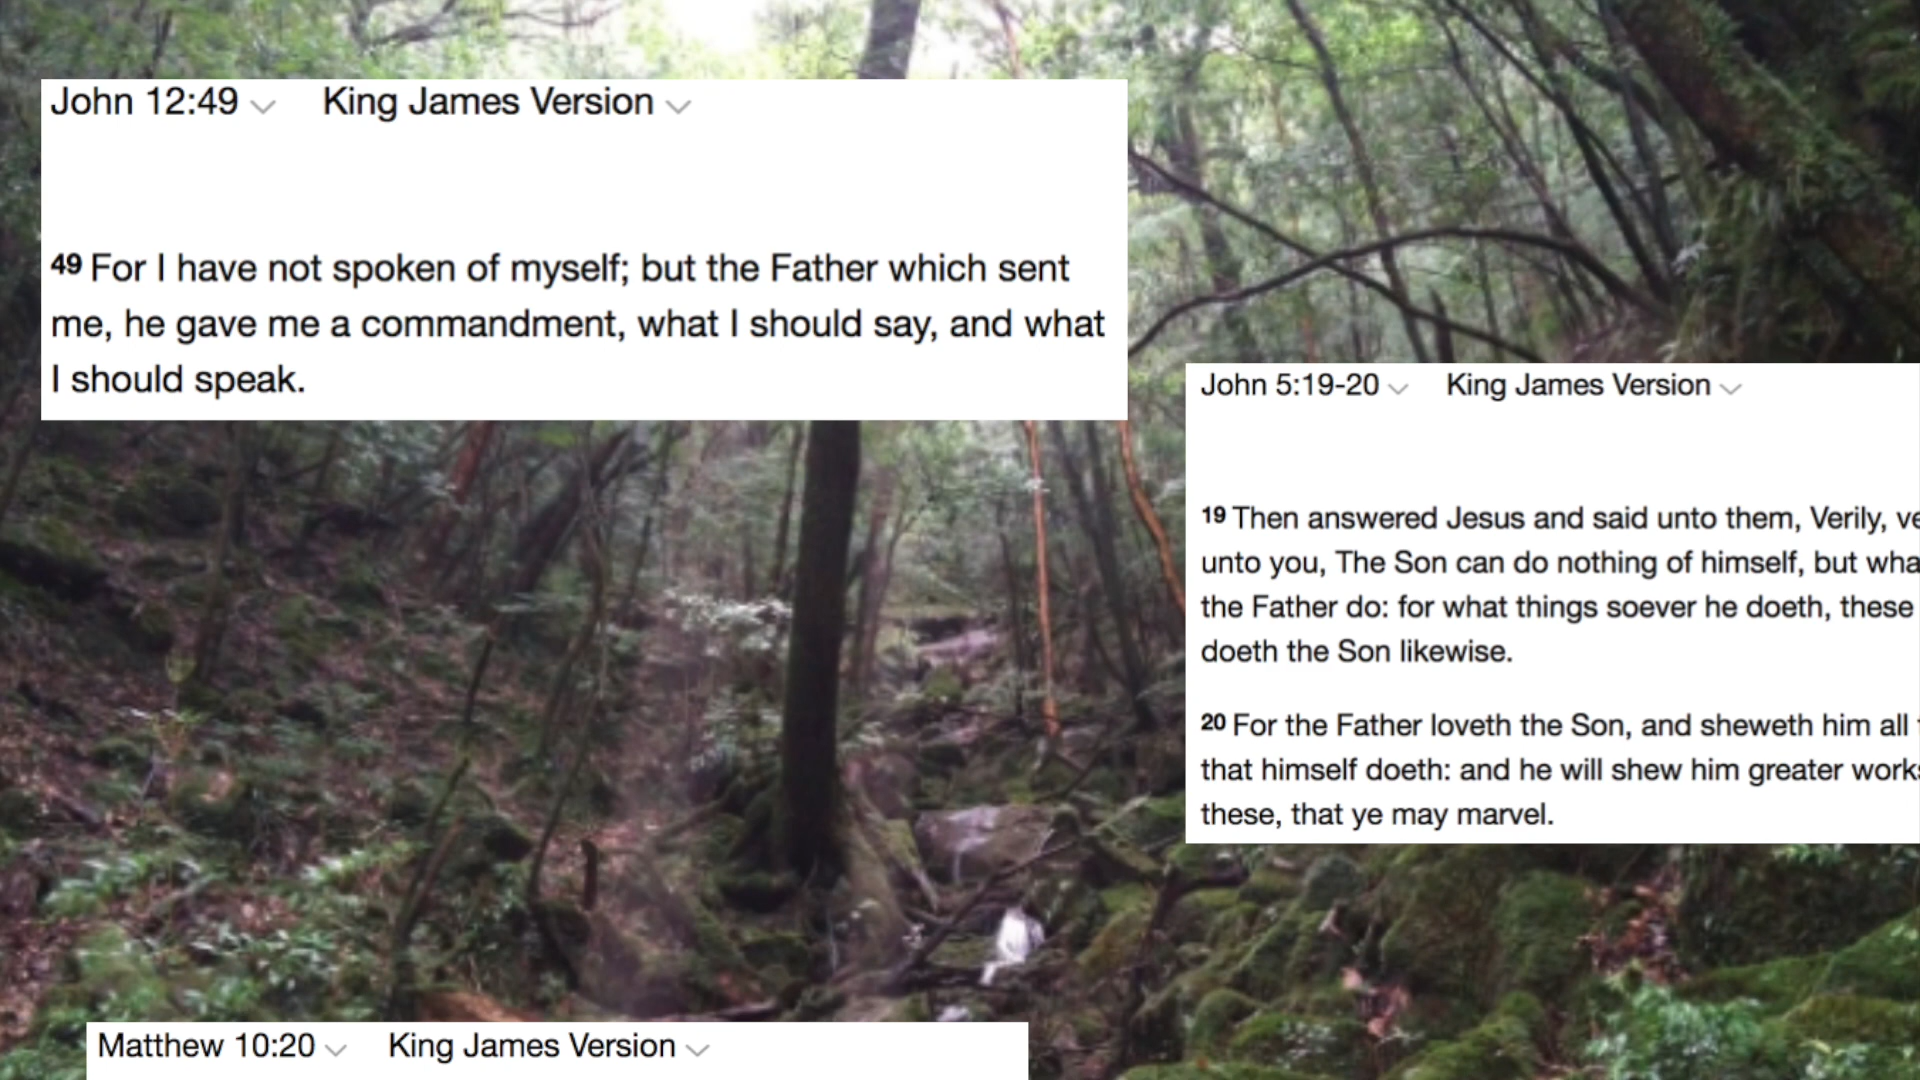 John 12:49 King James Version
49 For I have not spoken of myself; but the Father which sent
me, he gave me a commandment, what I should say, and what
I should speak.
John 5:19-20 King James Version
19 Then answered Jesus and said unto them, Verily, ve
unto you, The Son can do nothing of himself, but wha
the Father do: for what things soever he doeth, these
doeth the Son likewise.
20 For the Father loveth the Son, and sheweth him all
that himself doeth: and he will shew him greater works
these, that ye may marvel.
Matthew 10:20 King James Version